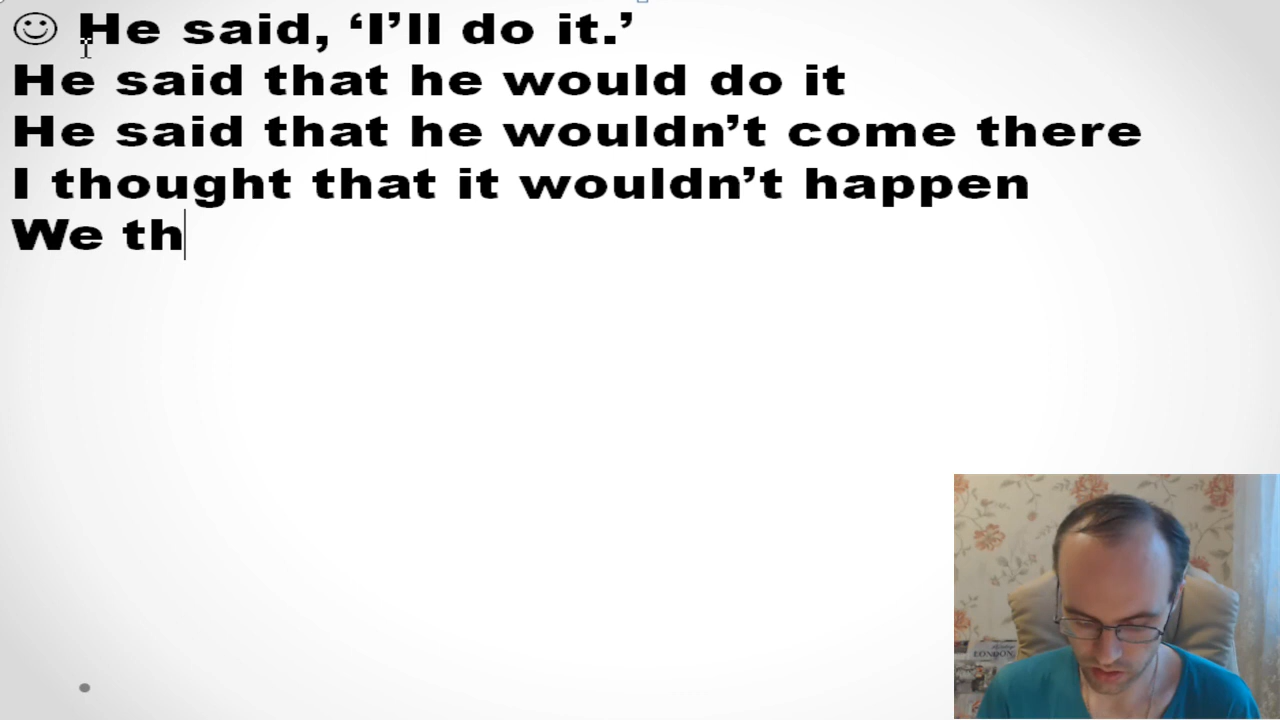 ☺ He said, ‘I’ll do it.’
He said that he would do it
He said that he wouldn’t come there
I thought that it wouldn’t happen
We th
LONDON